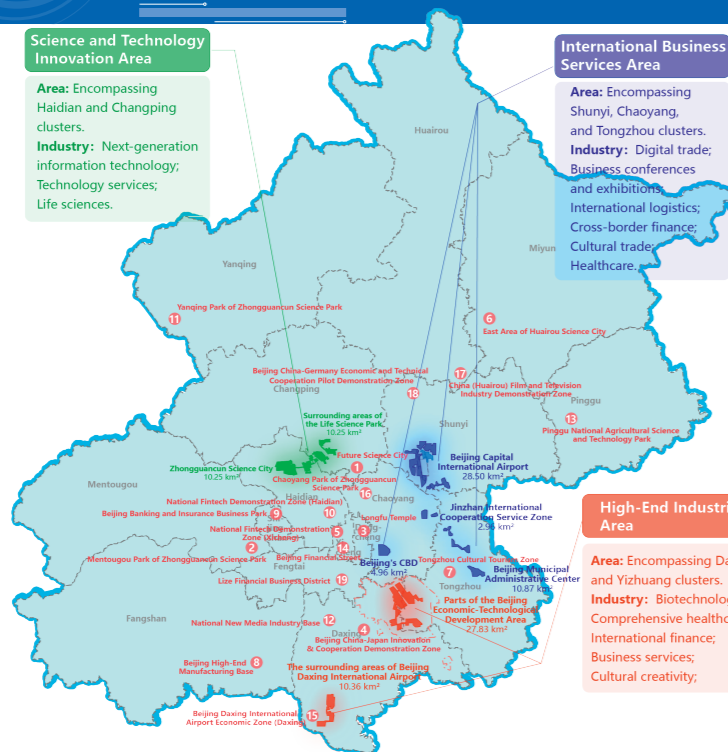 Science and Technology
Innovation Area
Area: Encompassing
Haidian and Changping
clusters.
Industry: Next-generation
information technology;
Technology services;
Life sciences.
International Business
Services Area
Area: Encompassing
Shunyi, Chaoyang,
and Tongzhou clusters.
Industry: Digital trade;
Business conferences
and exhibitions;
International logistics;
Cross-border finance;
Cultural trade;
Healthcare.
Huairou
Miyun
Yanqing
Yanqing Park of Zhongguancun Science Park
11
6
East Area of Huairou Science City
Beijing China-Germany Economic and Technical
Cooperation Pilot Demonstration Zone
18
17
China (Huairou) Film and Television
Industry Demonstration Zone
Changping
Pinggu
13
Pinggu National Agricultural Science
and Technology Park
Shunyi
Surrounding areas of
the Life Science Park
10.25 km²
Future Science City
1
Zhongguancun Science City
10.25 km²
Beijing Capital
International Airport
28.50 km²
Mentougou
Chaoyang Park of Zhongguancun
Science Park
16
Haidian
Chaoyang
National Fintech Demonstration Zone (Haidian)
10
Beijing Banking and Insurance Business Park
9
Jinzhan International
Cooperation Service Zone
2.96 km²
Longfu Temple
3
National Fintech Demonstration
Zone (Xicheng)
5
14
Beijing Financial Street
2
Mentougou Park of Zhongguancun Science Park
Fengtai
Beijing's CBD
4.96 km²
Tongzhou Cultural Tourism Zone
7
Beijing Municipal
Administrative Center
10.87 km²
Tongzhou
Lize Financial Business District
19
Parts of the Beijing
Economic-Technological
Development Area
27.83 km²
Fangshan
National New Media Industry Base
12
Daxing
4
Beijing China-Japan Innovation
& Cooperation Demonstration Zone
Beijing High-End
Manufacturing Base
8
The surrounding areas of Beijing
Daxing International Airport
10.36 km²
Beijing Daxing International
Airport Economic Zone (Daxing)
15
High-End Industri
Area
Area: Encompassing Da
and Yizhuang clusters.
Industry: Biotechnolo
Comprehensive healthc
International finance;
Business services;
Cultural creativity;